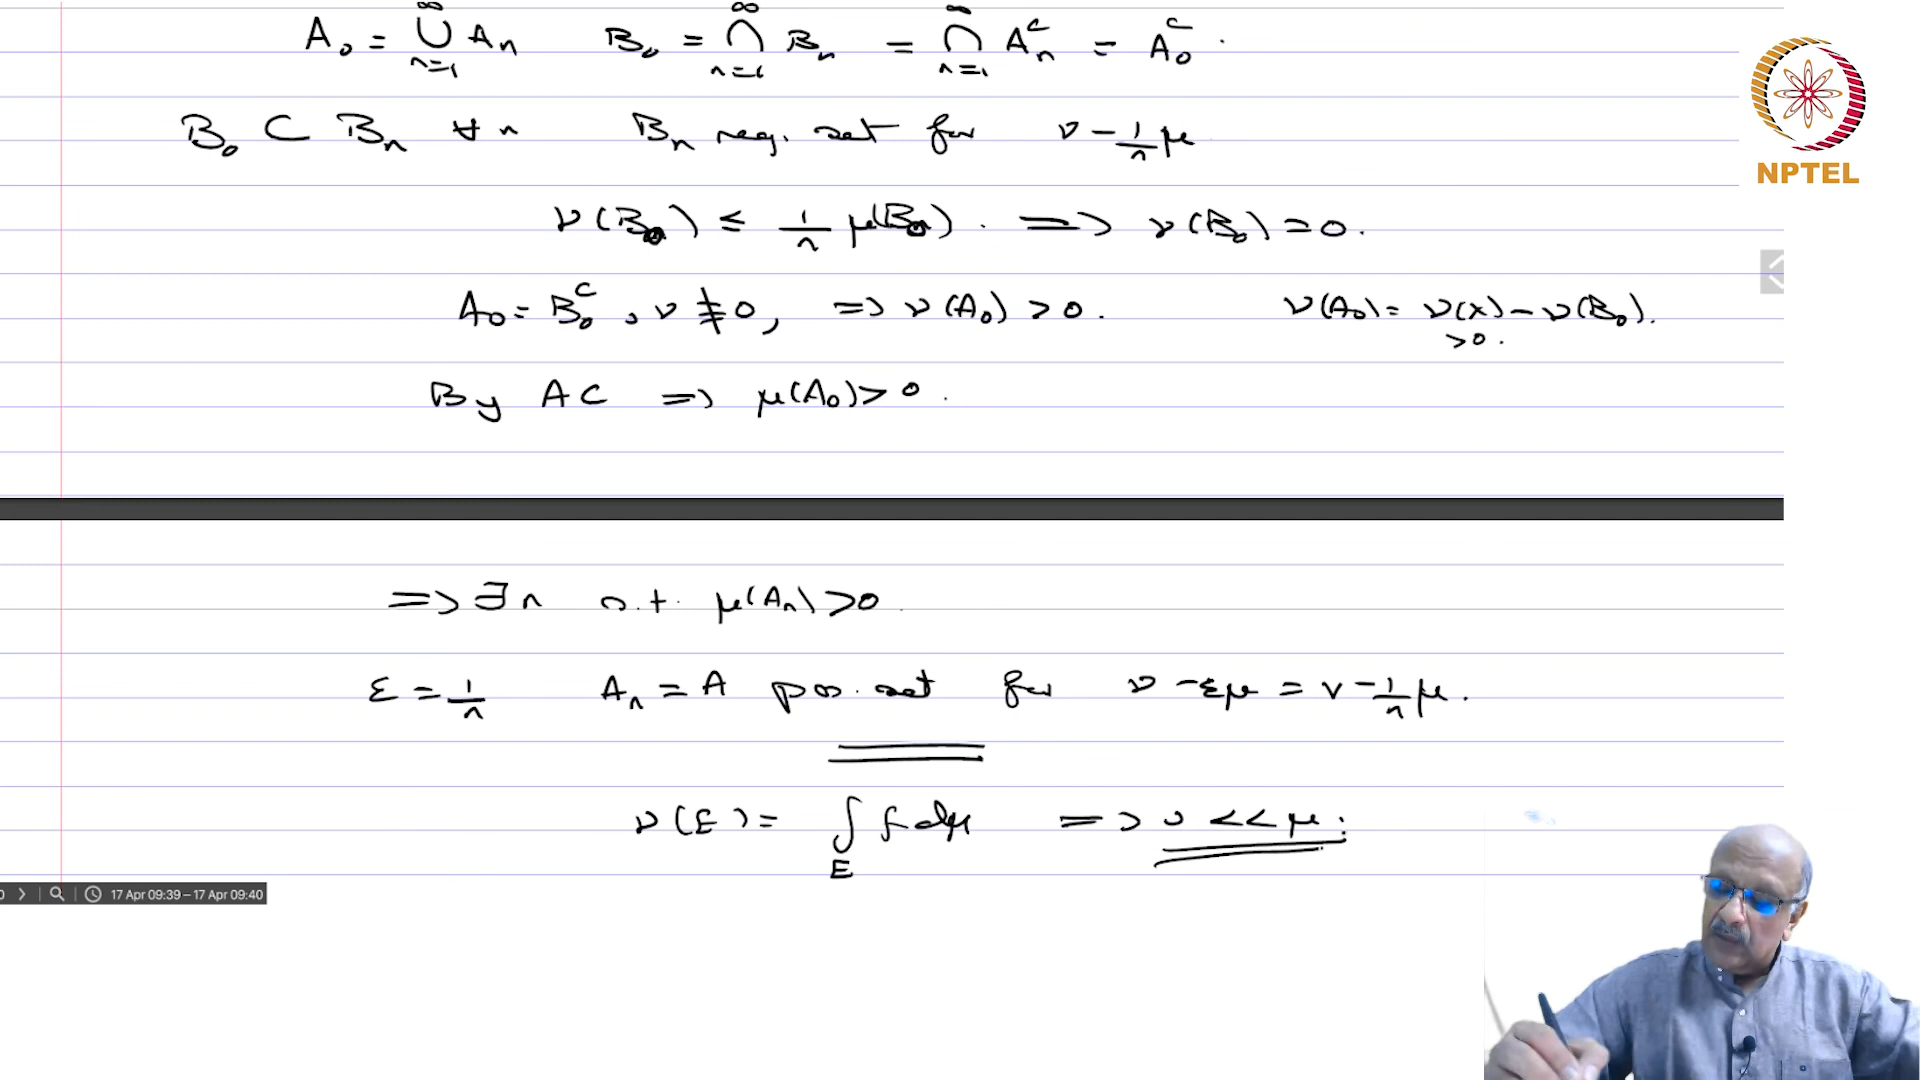 A₀ = ∪_{n=1}^∞ Aₙ   B₀ = ∩_{n=1}^∞ Bₙ = ∩_{n=1}^∞ Aₙᶜ = A₀ᶜ.
NPTEL
B₀ ⊂ Bₙ ∀ n   Bₙ neg. set for ν - 1/n μ
ν(B₀) ≤ 1/n μ(B₀). ⟹ ν(B₀) = 0.
A₀ = B₀ᶜ, ν ≢ 0, ⟹ ν(A₀) > 0.   ν(A₀) = ν(X) - ν(B₀).
> 0.
By AC ⟹ μ(A₀) > 0.
⟹ ∃ n s.t. μ(Aₙ) > 0.
ε = 1/n   Aₙ = A pos. set for ν - εμ = ν - 1/n μ.
ν(E) = ∫_E f dμ ⟹ ν << μ.
17 Apr 09:39 – 17 Apr 09:40